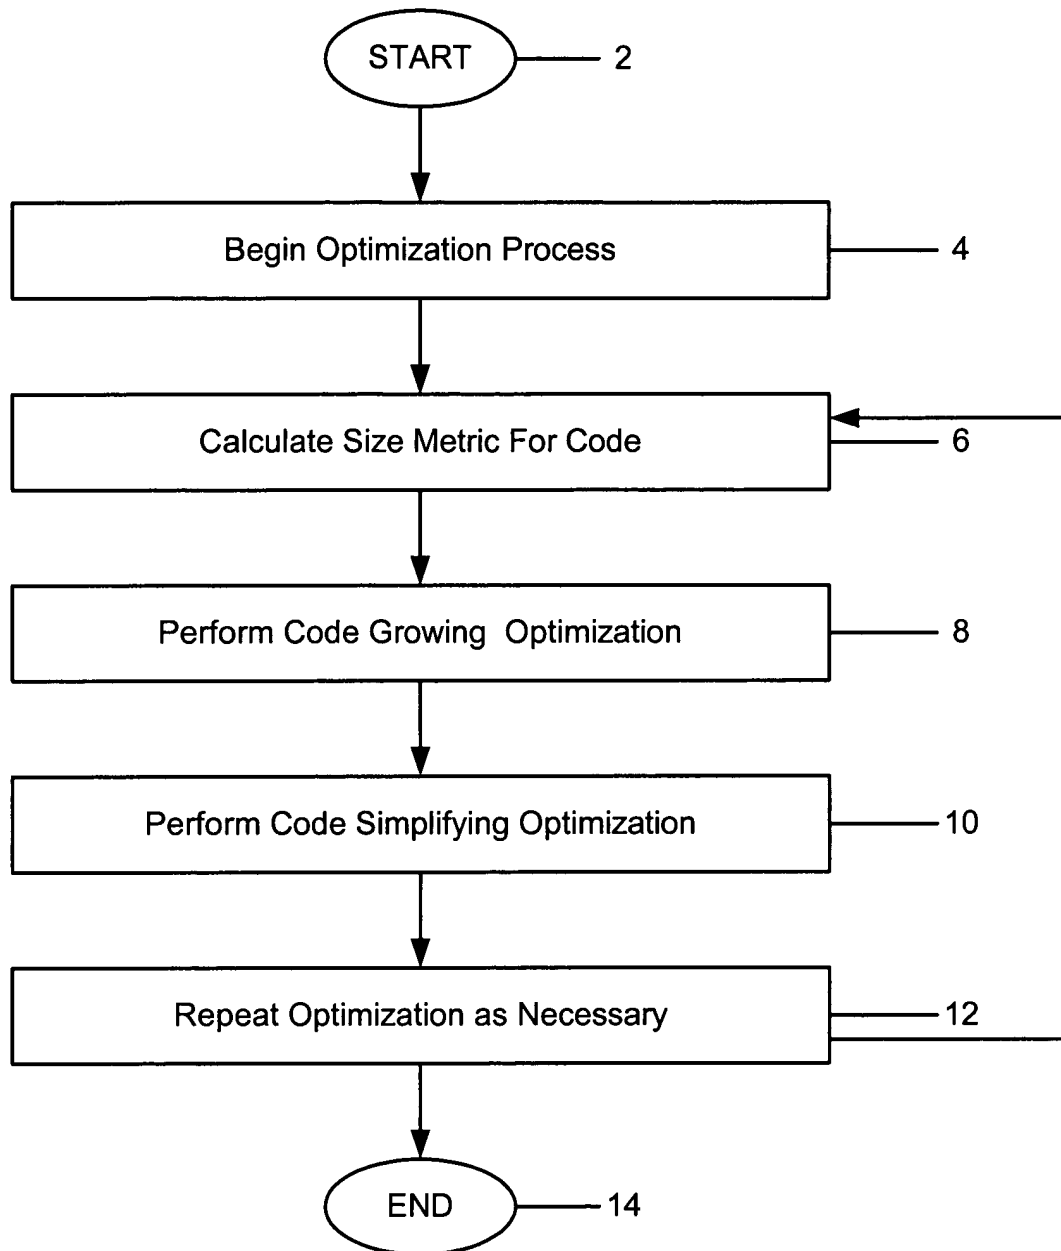 START
2
Begin Optimization Process
4
Calculate Size Metric For Code
6
Perform Code Growing Optimization
8
Perform Code Simplifying Optimization
10
Repeat Optimization as Necessary
12
END
14